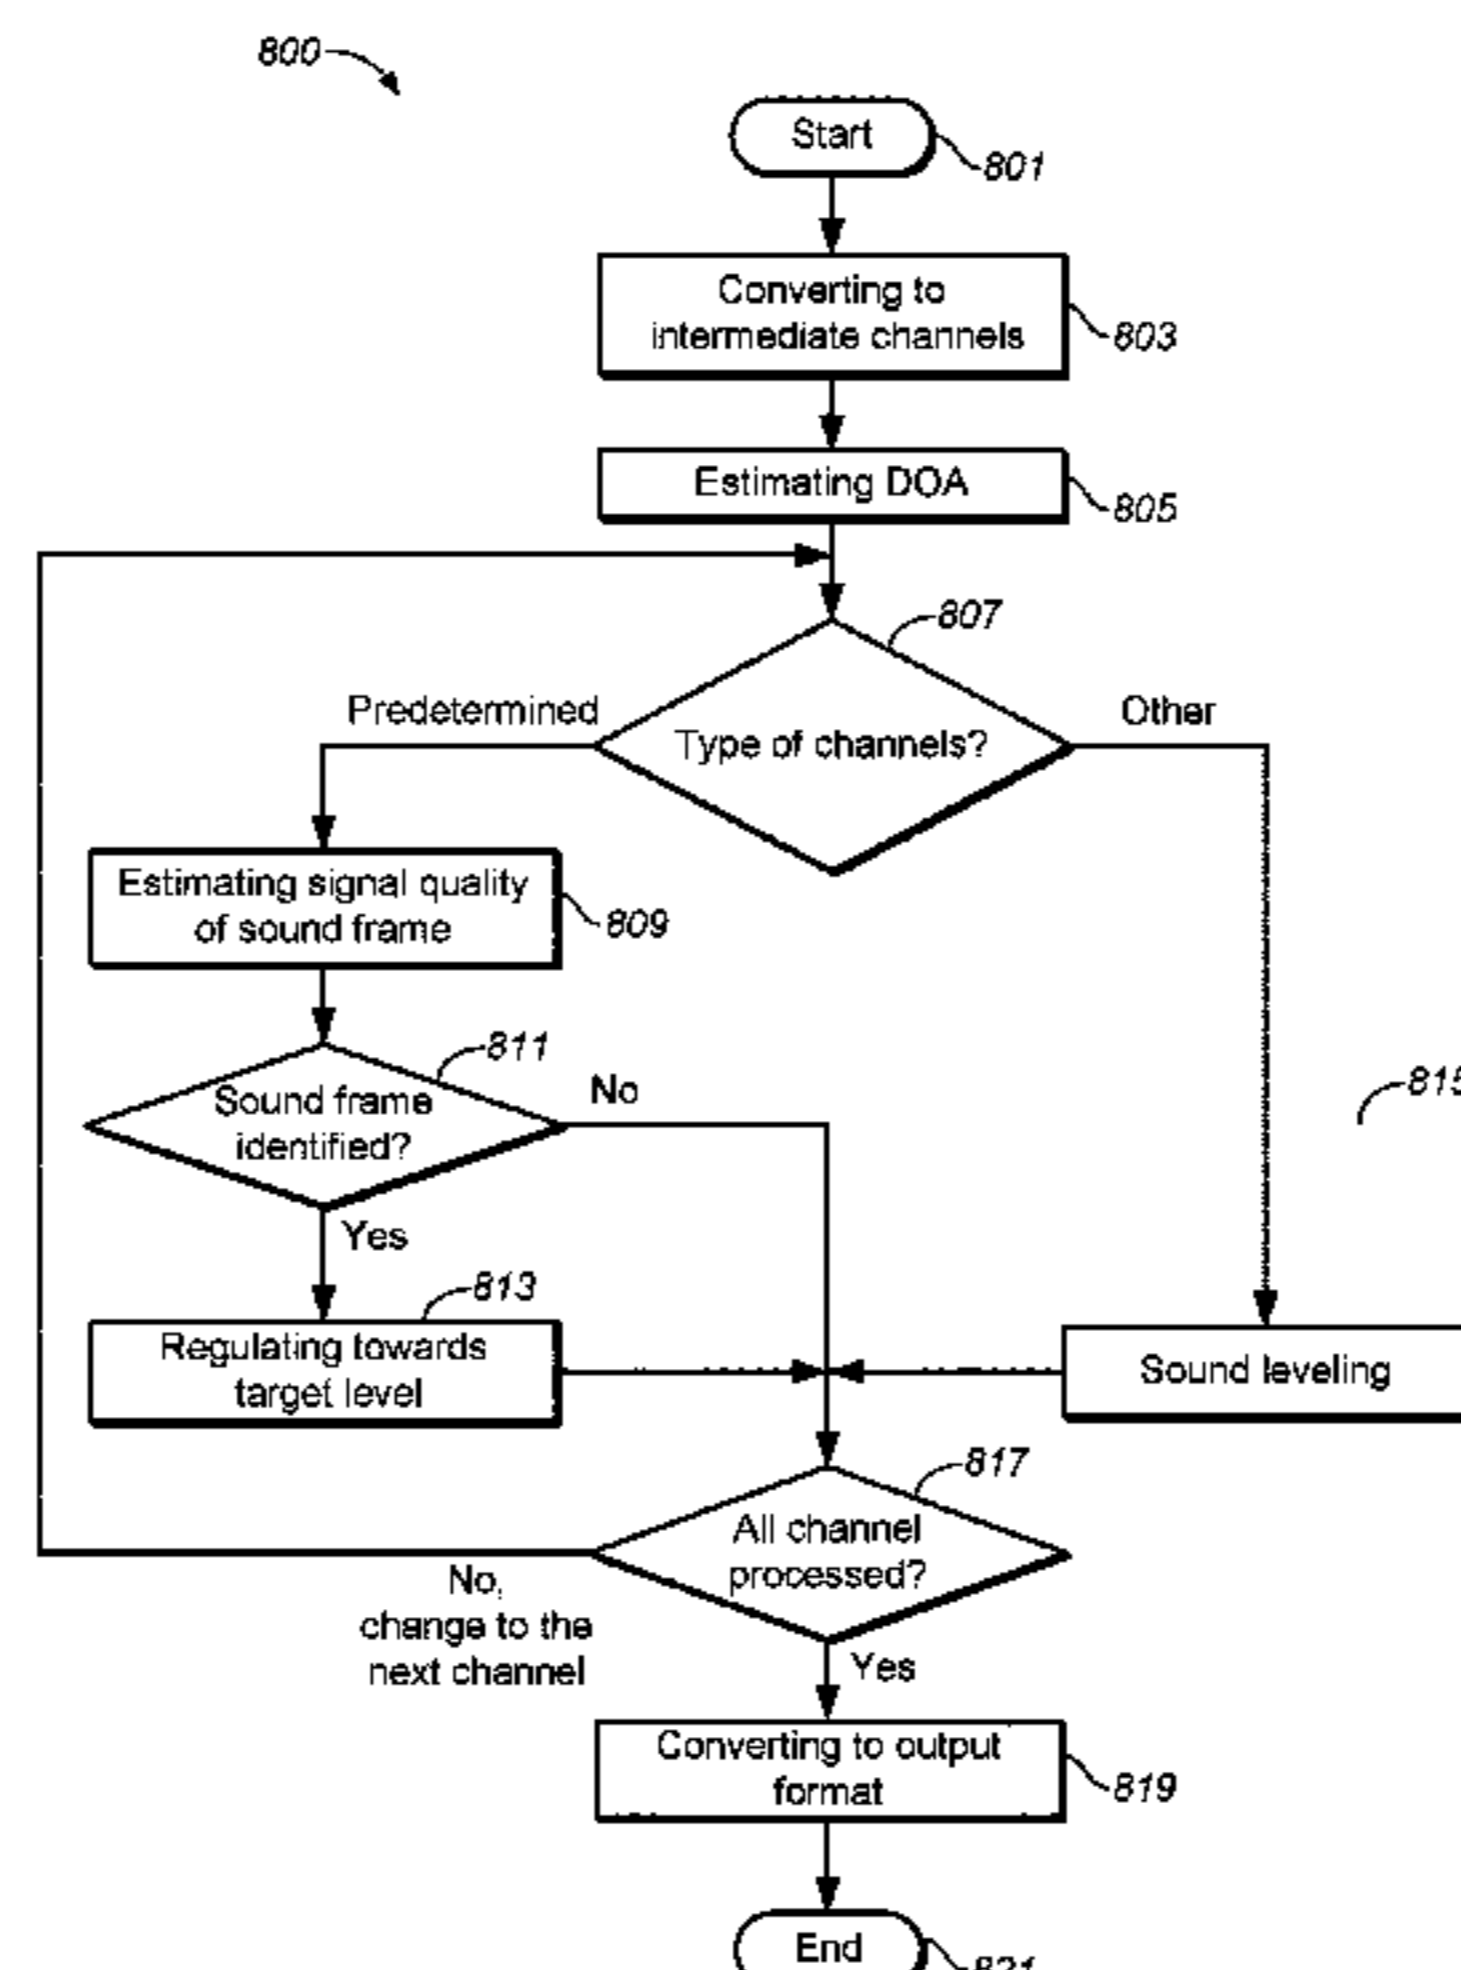 800
Start
801
Converting to
intermediate channels
803
Estimating DOA
805
807
Predetermined
Other
Type of channels?
Estimating signal quality
of sound frame
809
811
No
Sound frame
identified?
815
Yes
813
Regulating towards
target level
Sound leveling
817
All channel
processed?
No,
change to the
next channel
Yes
Converting to output
format
819
End
821